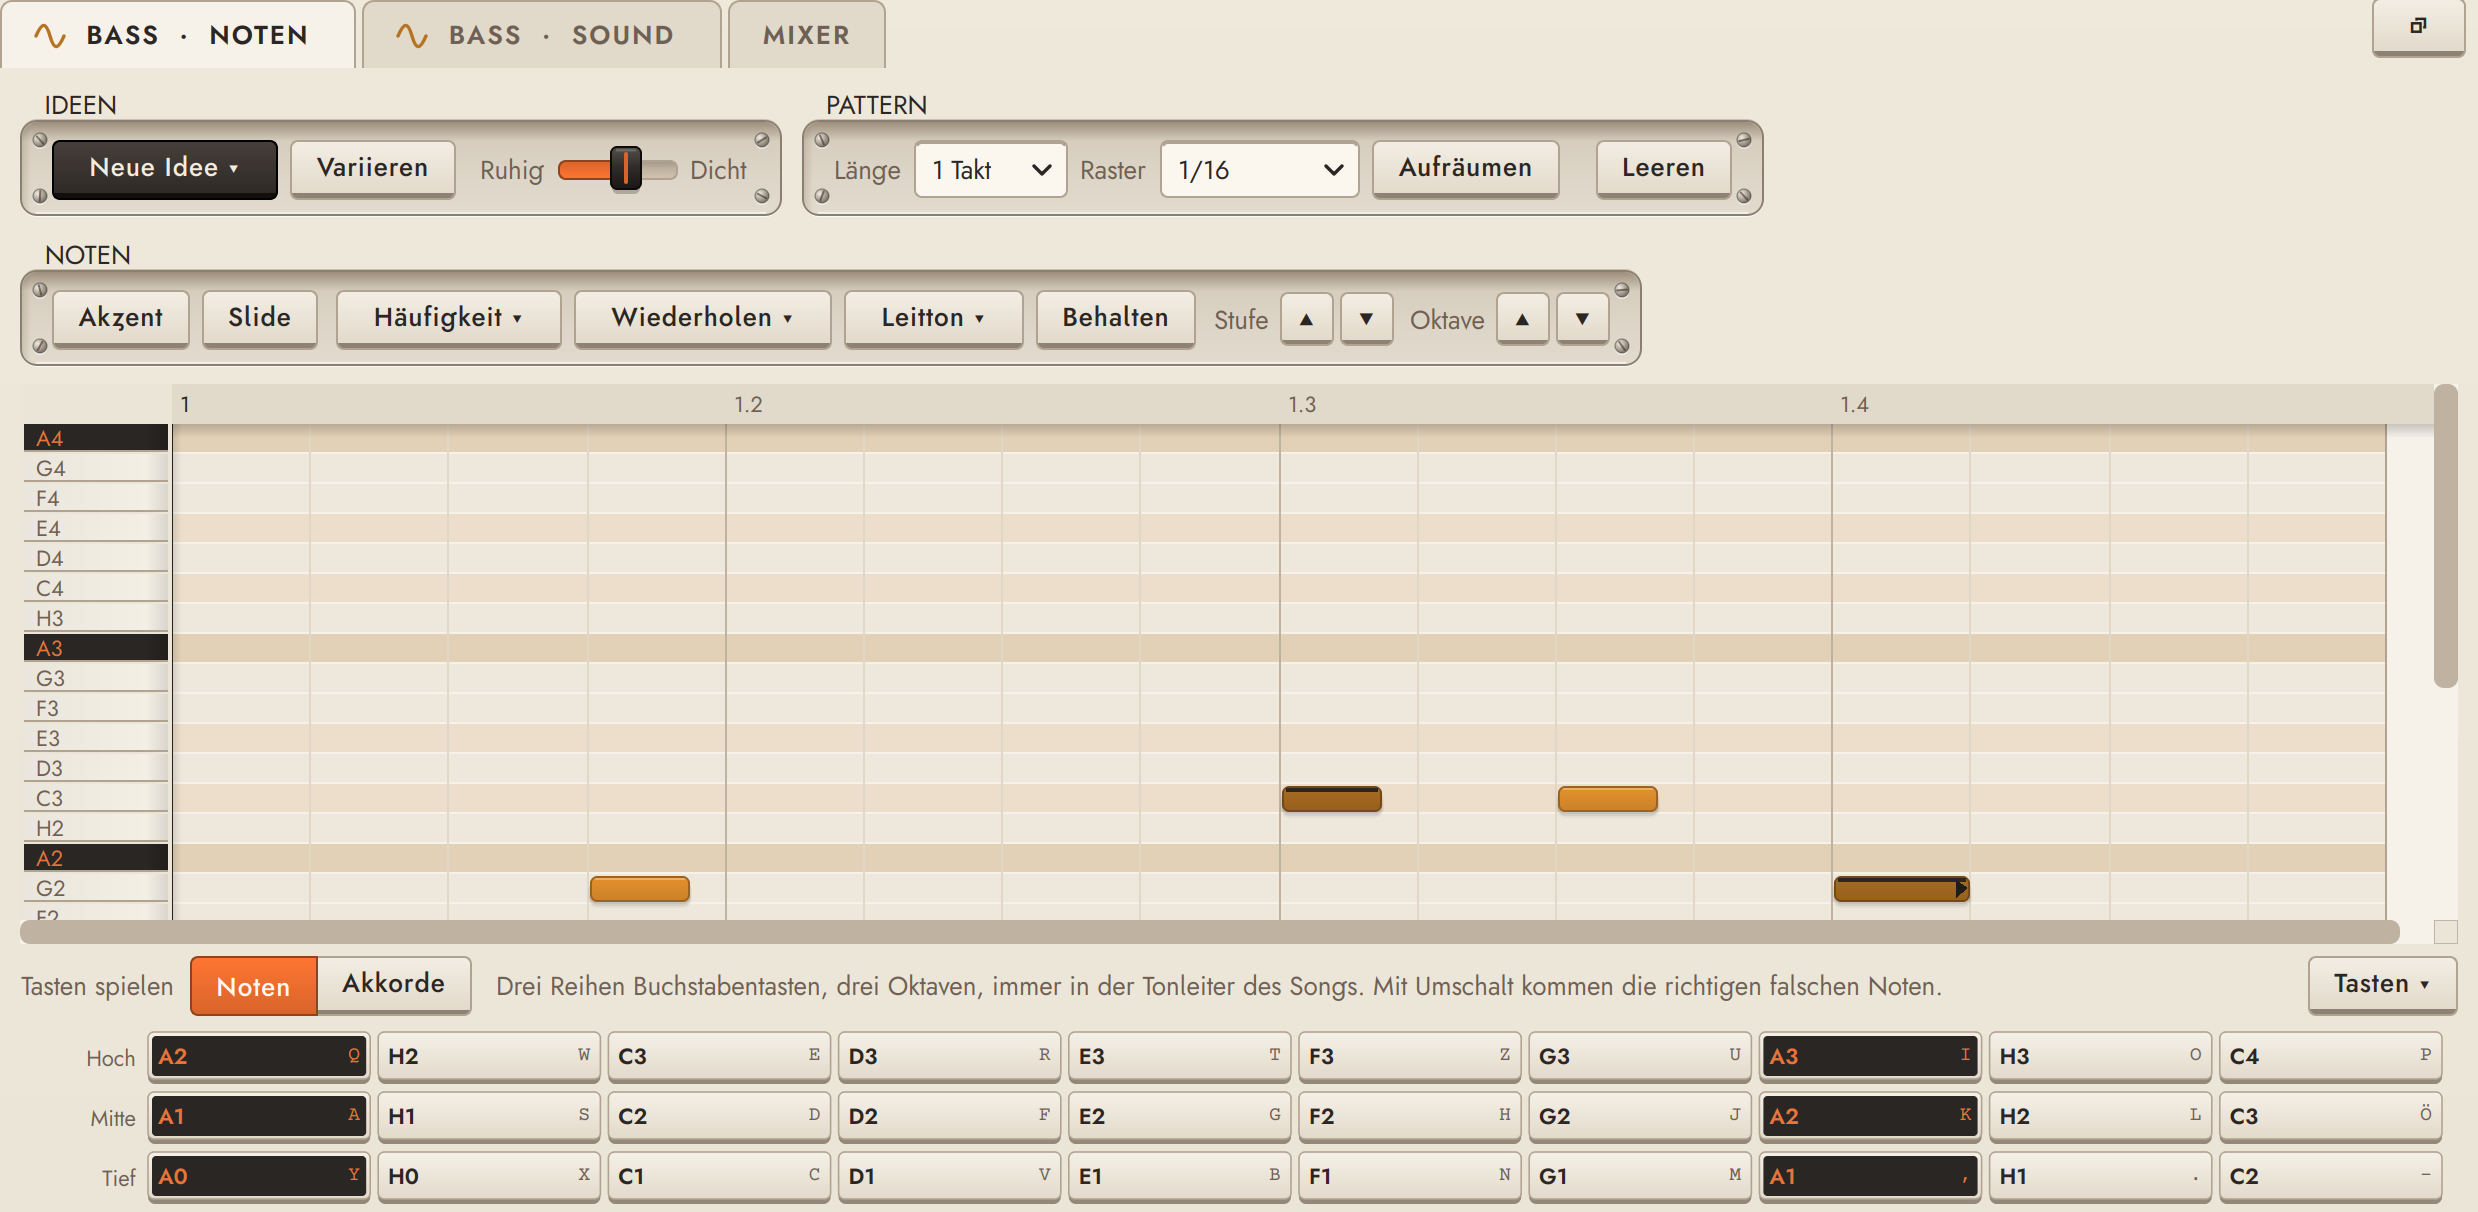 BASS · NOTEN BASS · SOUND MIXER
IDEEN PATTERN
Neue Idee ▾ Variieren Ruhig Dicht Länge 1 Takt Raster 1/16 Aufräumen Leeren
NOTEN
Akzent Slide Häufigkeit ▾ Wiederholen ▾ Leitton ▾ Behalten Stufe ▲ ▼ Oktave ▲ ▼
1 1.2 1.3 1.4
A4
G4
F4
E4
D4
C4
H3
A3
G3
F3
E3
D3
C3
H2
A2
G2
F2
Tasten spielen Noten Akkorde Drei Reihen Buchstabentasten, drei Oktaven, immer in der Tonleiter des Songs. Mit Umschalt kommen die richtigen falschen Noten. Tasten ▾
Hoch A2 Q H2 W C3 E D3 R E3 T F3 Z G3 U A3 I H3 O C4 P
Mitte A1 A H1 S C2 D D2 F E2 G F2 H G2 J A2 K H2 L C3 Ö
Tief A0 Y H0 X C1 C D1 V E1 B F1 N G1 M A1 , H1 . C2 -